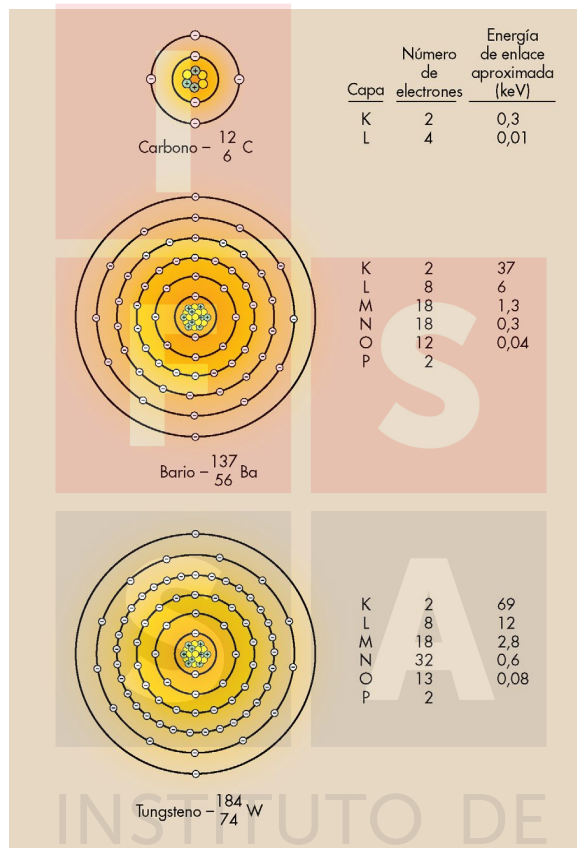 Capa
Número
de
electrones
Energía
de enlace
aproximada
(keV)
K 2 0,3
L 4 0,01
Carbono – 12 6 C
K 2 37
L 8 6
M 18 1,3
N 18 0,3
O 12 0,04
P 2
Bario – 137 56 Ba
K 2 69
L 8 12
M 18 2,8
N 32 0,6
O 13 0,08
P 2
Tungsteno – 184 74 W
I
F S
S A
INSTITUTO DE